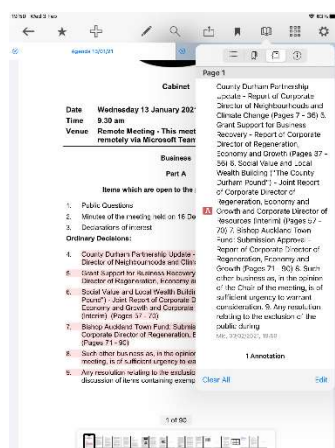 Agenda 13/01/21
Cabinet
Date Wednesday 13 January 202
Time 9.30 am
Venue Remote Meeting - This meet
remotely via Microsoft Team
Business
Part A
Items which are open to the
1. Public Questions
2. Minutes of the meeting held on 16 De
3. Declarations of interest
Ordinary Decisions:
4. County Durham Partnership Update -
Director of Neighbourhoods and Clim
5. Grant Support for Business Recovery
Director of Regeneration, Economy a
6. Social Value and Local Wealth Buildi
Pound") - Joint Report of Corporate D
Economy and Growth and Corporate
(Interim) (Pages 57 - 70)
7. Bishop Auckland Town Fund: Submis
Corporate Director of Regeneration, E
(Pages 71 - 90)
8. Such other business as, in the opinion
meeting, is of sufficient urgency to wa
9. Any resolution relating to the exclusio
discussion of items containing exemp
1 of 90
Page 1
County Durham Partnership
Update - Report of Corporate
Director of Neighbourhoods and
Climate Change (Pages 7 - 36) 5.
Grant Support for Business
Recovery - Report of Corporate
Director of Regeneration,
Economy and Growth (Pages 37 -
56) 6. Social Value and Local
Wealth Building ("The County
Durham Pound") - Joint Report
of Corporate Director of
Regeneration, Economy and
Growth and Corporate Director of
Resources (Interim) (Pages 57 -
70) 7. Bishop Auckland Town
Fund: Submission Approval -
Report of Corporate Director of
Regeneration, Economy and
Growth (Pages 71 - 90) 8. Such
other business as, in the opinion
of the Chair of the meeting, is of
sufficient urgency to warrant
consideration. 9. Any resolution
relating to the exclusion of the
public during
1 Annotation
Clear All Edit